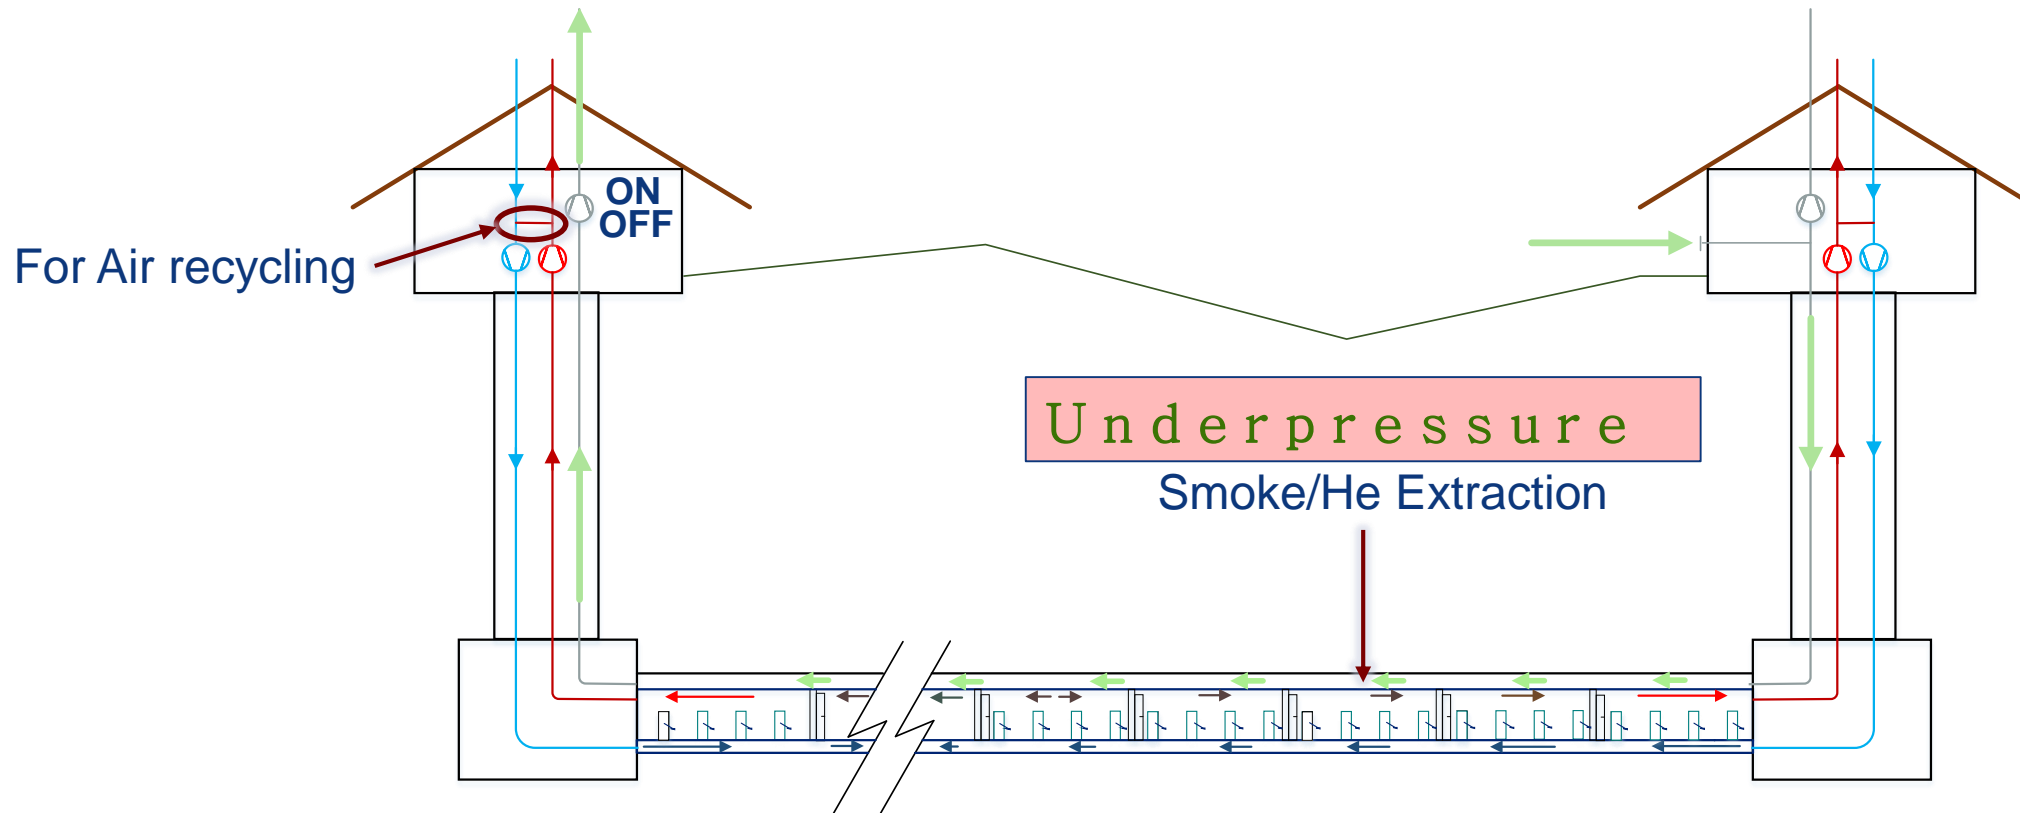 ON
OFF
For Air recycling
Underpressure
Smoke/He Extraction